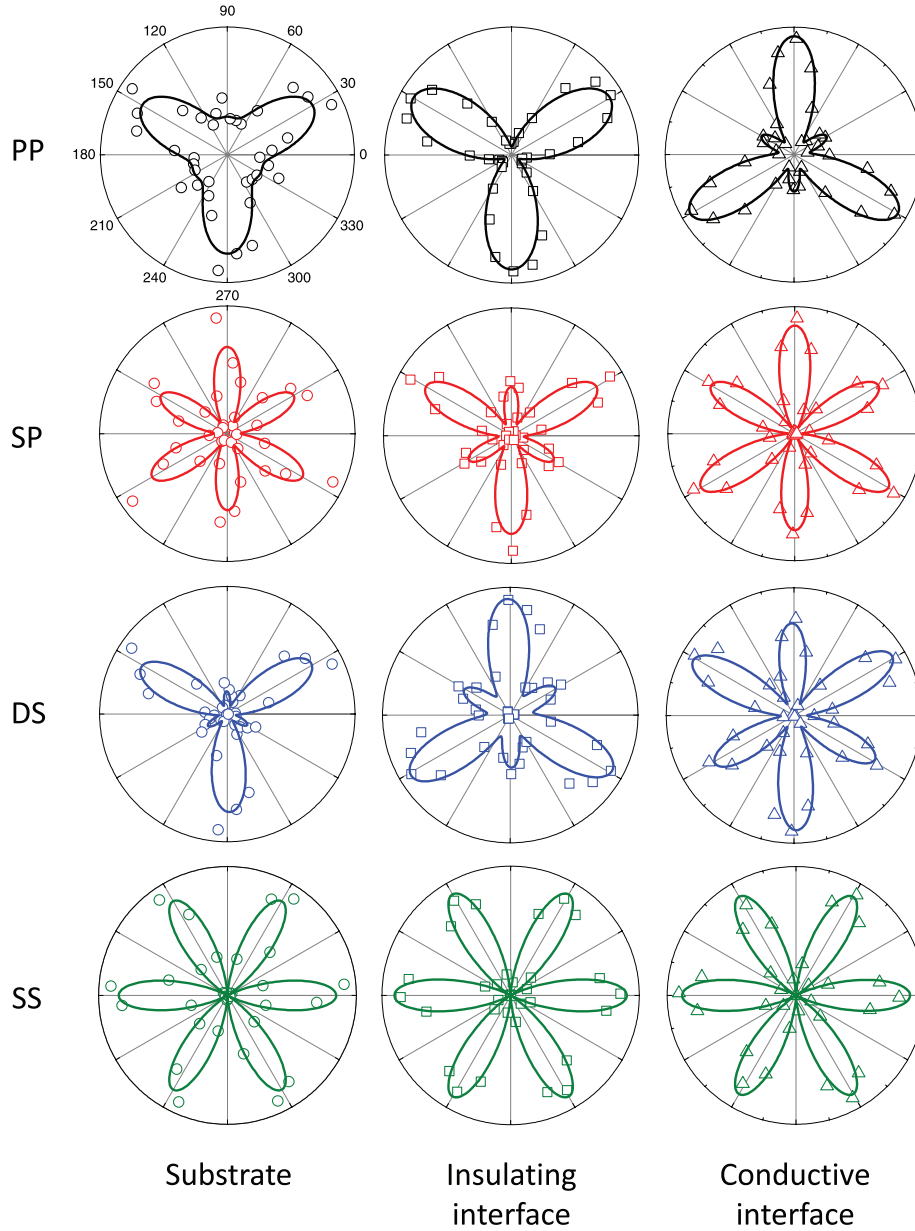 90
120
60
150
30
PP
180
0
210
330
240
300
270
SP
DS
SS
Substrate
Insulating
interface
Conductive
interface